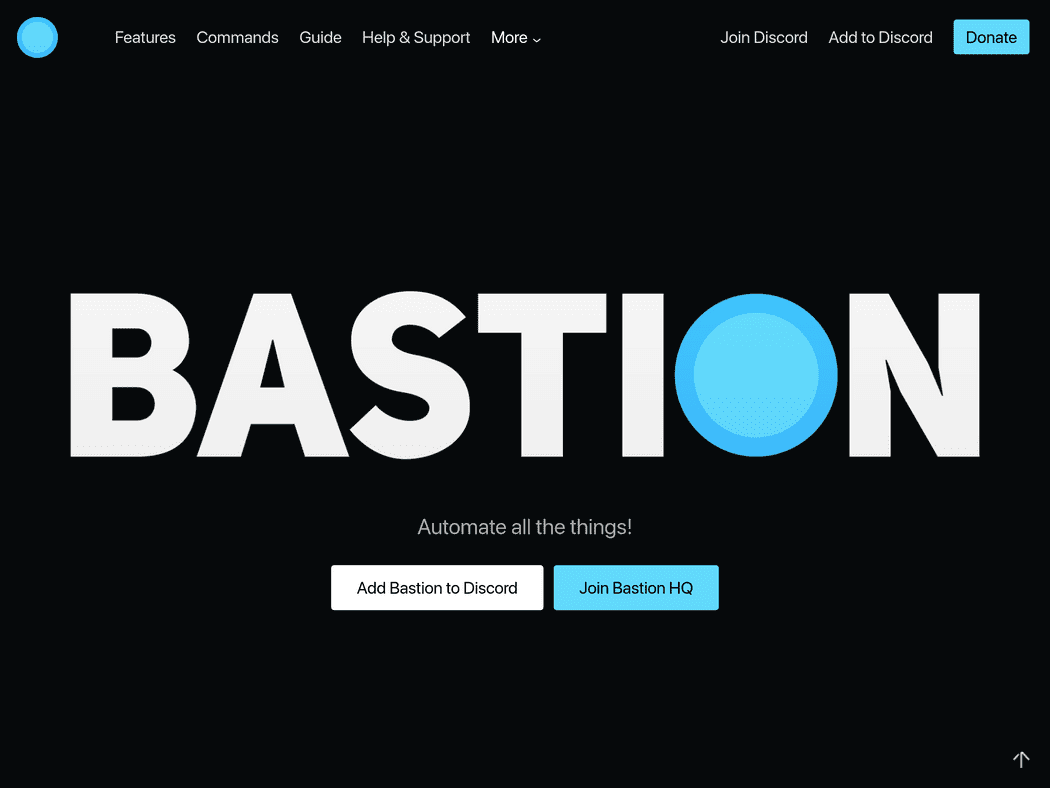 Features Commands Guide Help & Support More Join Discord Add to Discord Donate
BASTION
Automate all the things!
Add Bastion to Discord Join Bastion HQ